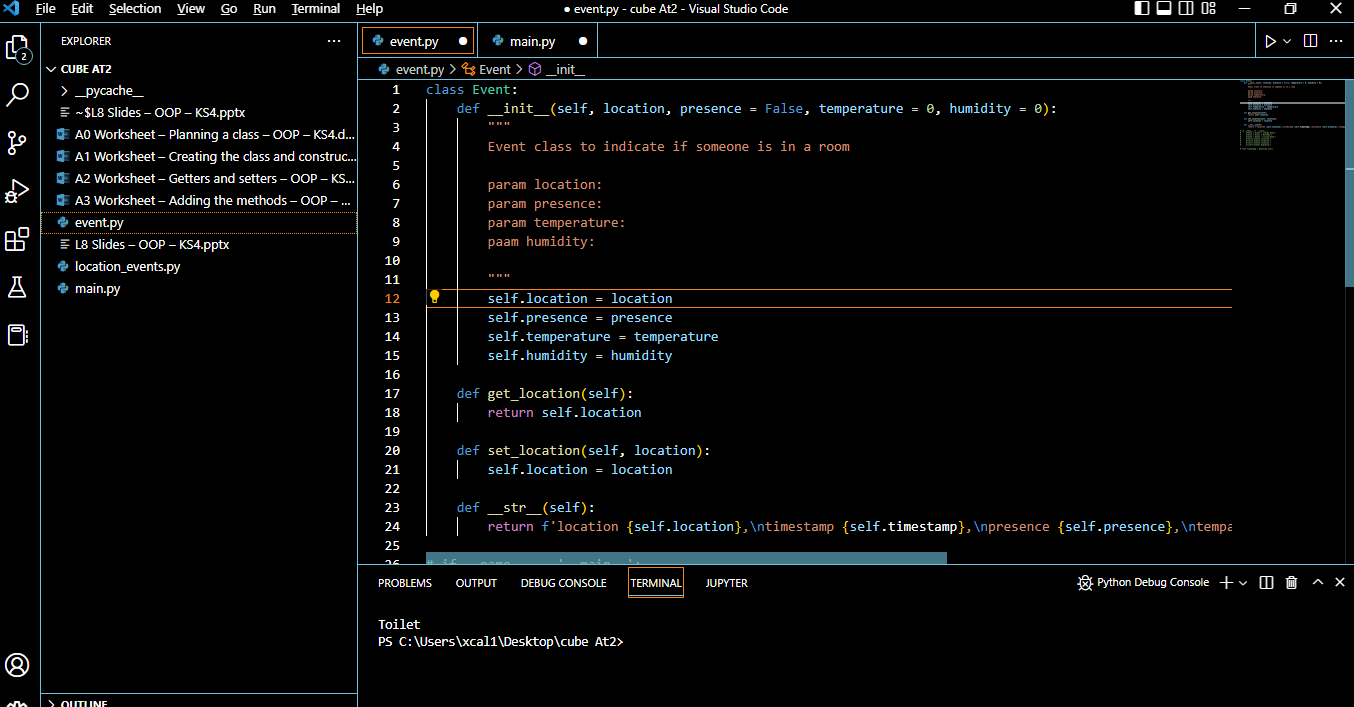 File Edit Selection View Go Run Terminal Help
● event.py - cube At2 - Visual Studio Code
EXPLORER
2
CUBE AT2
__pycache__
~$L8 Slides – OOP – KS4.pptx
A0 Worksheet – Planning a class – OOP – KS4.d...
A1 Worksheet – Creating the class and construc...
A2 Worksheet – Getters and setters – OOP – KS...
A3 Worksheet – Adding the methods – OOP – ...
event.py
L8 Slides – OOP – KS4.pptx
location_events.py
main.py
OUTLINE
event.py ● main.py ●
event.py > Event > __init__
1 class Event:
2 def __init__(self, location, presence = False, temperature = 0, humidity = 0):
3 """
4 Event class to indicate if someone is in a room
5
6 param location:
7 param presence:
8 param temperature:
9 paam humidity:
10
11 """
12 self.location = location
13 self.presence = presence
14 self.temperature = temperature
15 self.humidity = humidity
16
17 def get_location(self):
18 return self.location
19
20 def set_location(self, location):
21 self.location = location
22
23 def __str__(self):
24 return f'location {self.location},\ntimestamp {self.timestamp},\npresence {self.presence},\ntempa
25
PROBLEMS OUTPUT DEBUG CONSOLE TERMINAL JUPYTER
Python Debug Console
Toilet
PS C:\Users\xcal1\Desktop\cube At2>